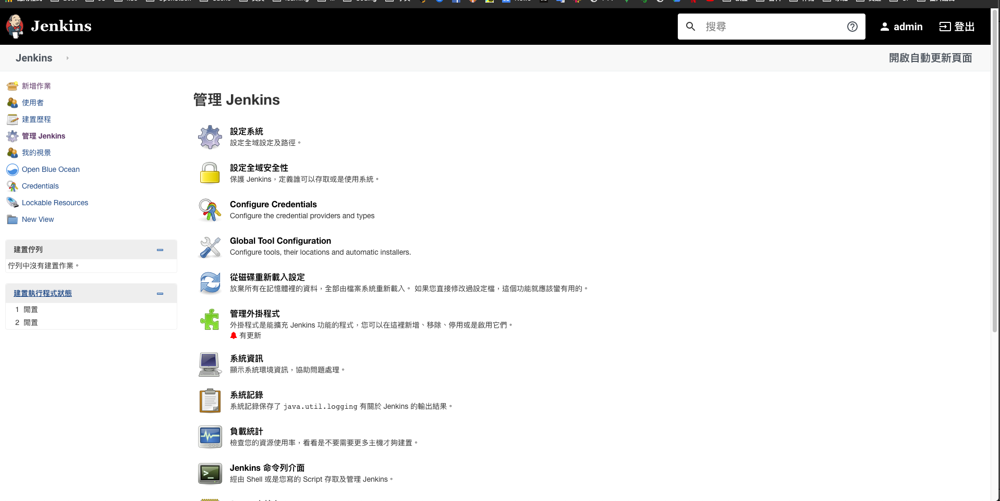 Jenkins
搜尋
admin
登出
Jenkins
開啟自動更新頁面
新增作業
使用者
建置歷程
管理 Jenkins
我的視景
Open Blue Ocean
Credentials
Lockable Resources
New View
建置佇列
佇列中沒有建置作業。
建置執行程式狀態
1 閒置
2 閒置
管理 Jenkins
設定系統
設定全域設定及路徑。
設定全域安全性
保護 Jenkins，定義誰可以存取或是使用系統。
Configure Credentials
Configure the credential providers and types
Global Tool Configuration
Configure tools, their locations and automatic installers.
從磁碟重新載入設定
放棄所有在記憶體裡的資料，全部由檔案系統重新載入。 如果您直接修改過設定檔，這個功能就應該蠻有用的。
管理外掛程式
外掛程式是能擴充 Jenkins 功能的程式，您可以在這裡新增、移除、停用或是啟用它們。
有更新
系統資訊
顯示系統環境資訊，協助問題處理。
系統記錄
系統記錄保存了 java.util.logging 有關於 Jenkins 的輸出結果。
負載統計
檢查您的資源使用率，看看是不要需要更多主機才夠建置。
Jenkins 命令列介面
經由 Shell 或是您寫的 Script 存取及管理 Jenkins。